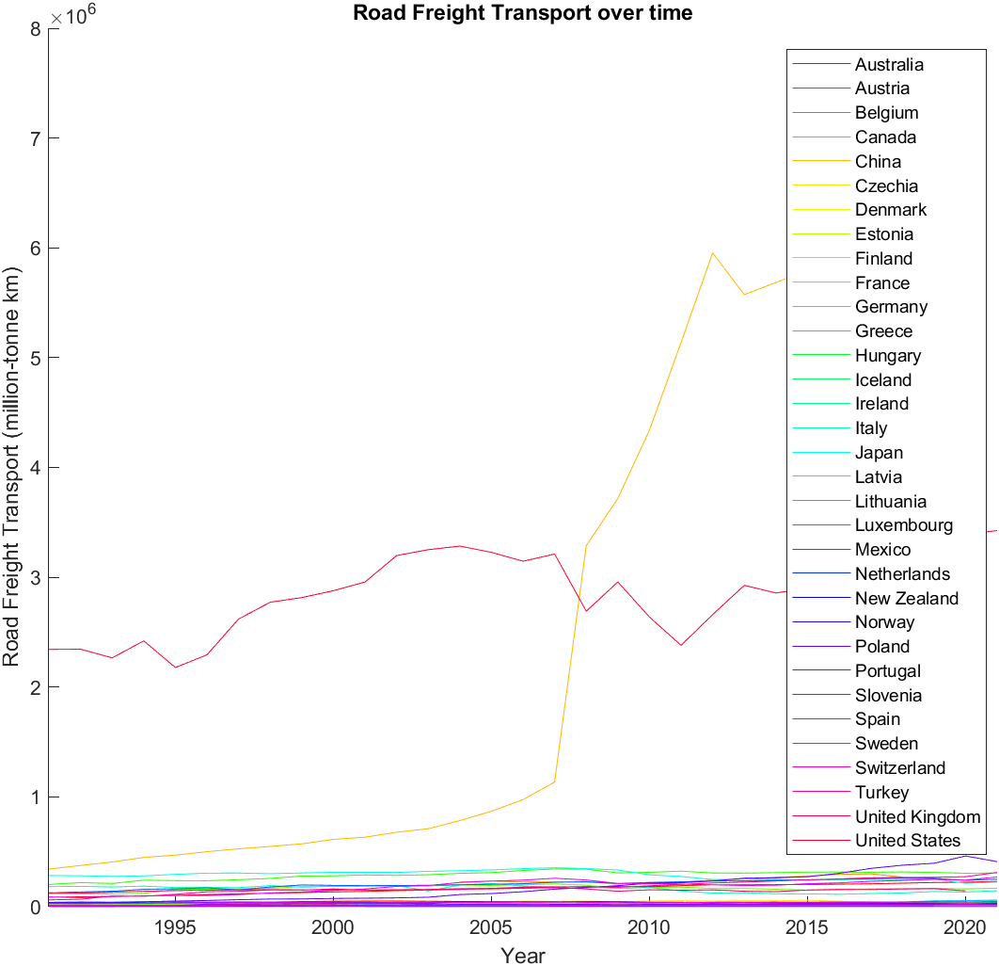 Road Freight Transport over time
×10⁶
8
7
6
5
4
3
2
1
0
Road Freight Transport (million-tonne km)
1995
2000
2005
2010
2015
2020
Year
Australia
Austria
Belgium
Canada
China
Czechia
Denmark
Estonia
Finland
France
Germany
Greece
Hungary
Iceland
Ireland
Italy
Japan
Latvia
Lithuania
Luxembourg
Mexico
Netherlands
New Zealand
Norway
Poland
Portugal
Slovenia
Spain
Sweden
Switzerland
Turkey
United Kingdom
United States